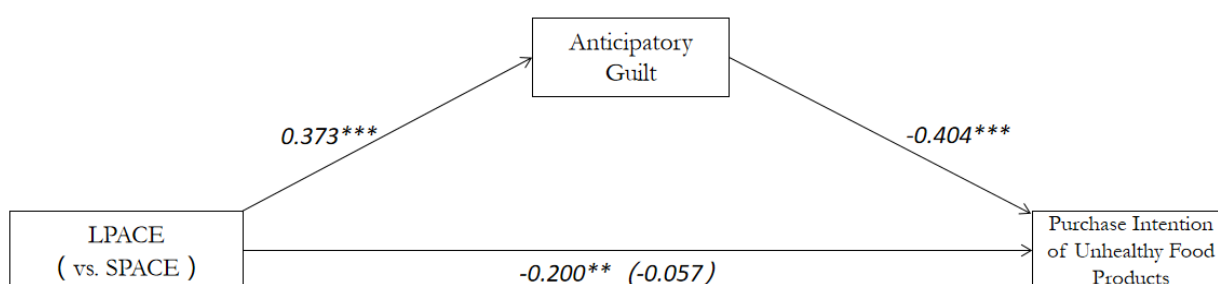 Anticipatory
Guilt
0.373***
-0.404***
LPACE
( vs. SPACE )
Purchase Intention
of Unhealthy Food
Products
-0.200** (-0.057)